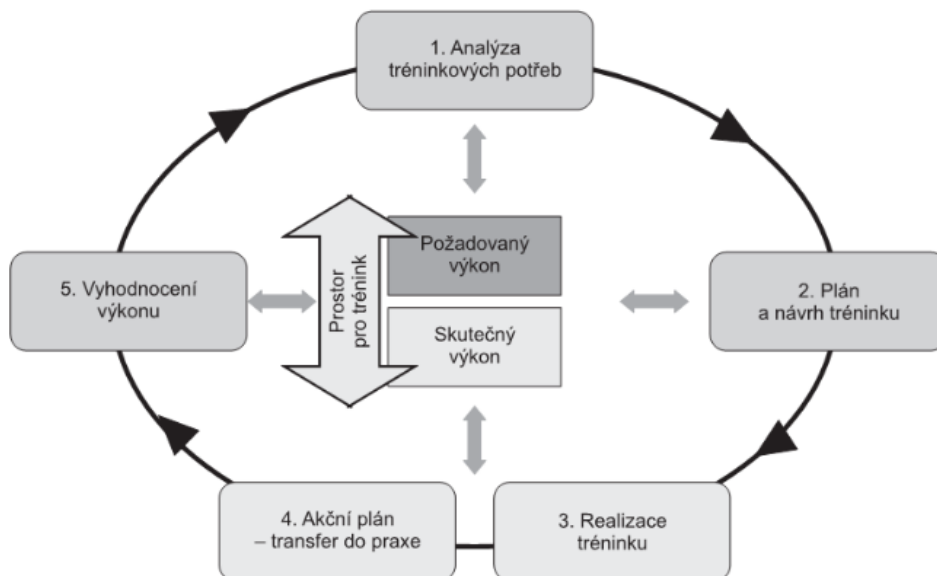 1. Analýza
tréninkových potřeb
Požadovaný
výkon
Prostor
pro trénink
5. Vyhodnocení
výkonu
2. Plán
a návrh tréninku
Skutečný
výkon
4. Akční plán
– transfer do praxe
3. Realizace
tréninku